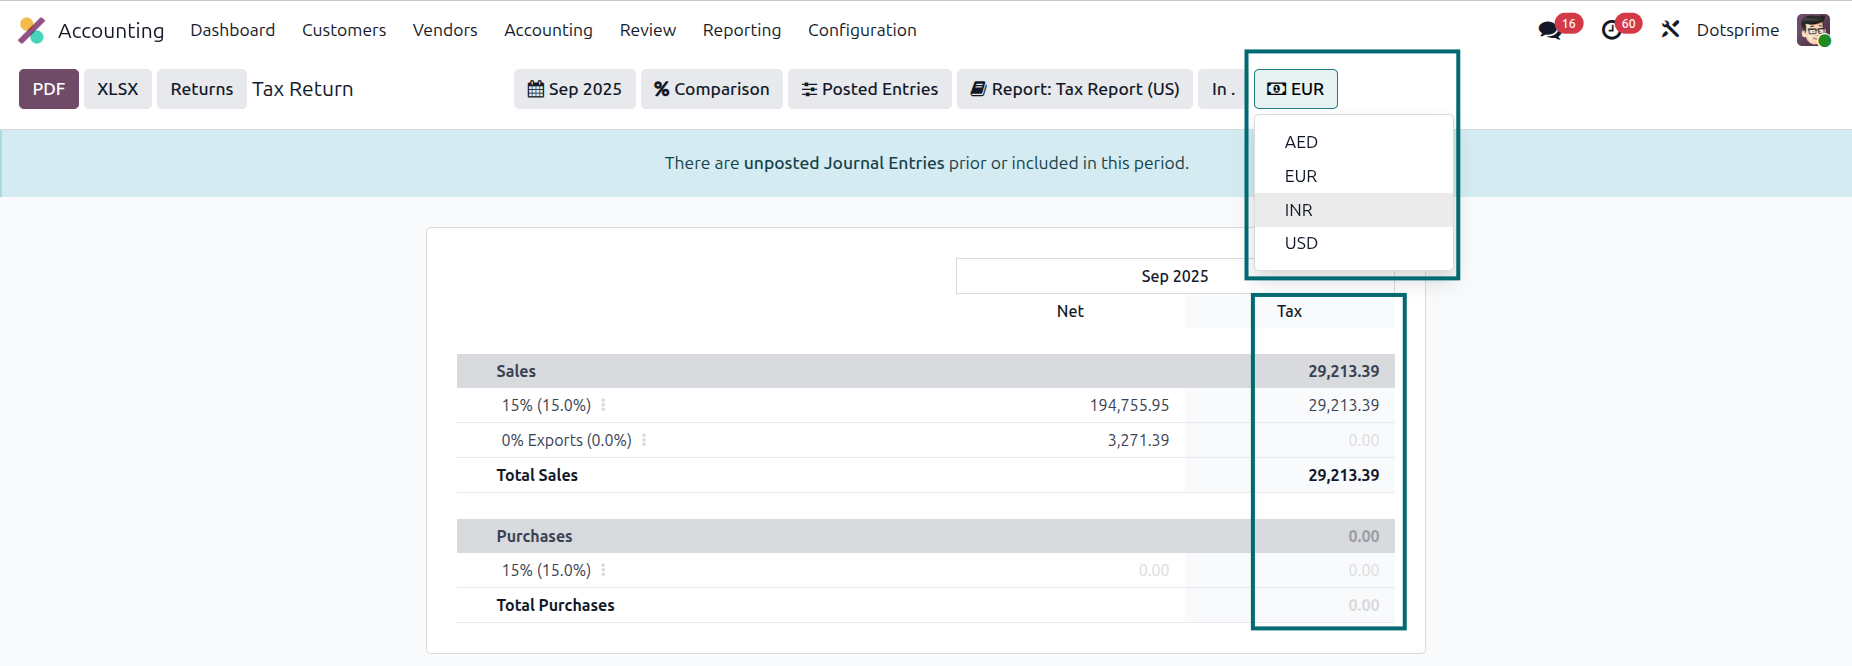 Accounting Dashboard Customers Vendors Accounting Review Reporting Configuration 16 60 Dotsprime
PDF XLSX Returns Tax Return Sep 2025 % Comparison Posted Entries Report: Tax Report (US) In . EUR
AED
There are unposted Journal Entries prior or included in this period.
EUR
INR
USD
Sep 2025
Net Tax
Sales 29,213.39
15% (15.0%) 194,755.95 29,213.39
0% Exports (0.0%) 3,271.39 0.00
Total Sales 29,213.39
Purchases 0.00
15% (15.0%) 0.00 0.00
Total Purchases 0.00